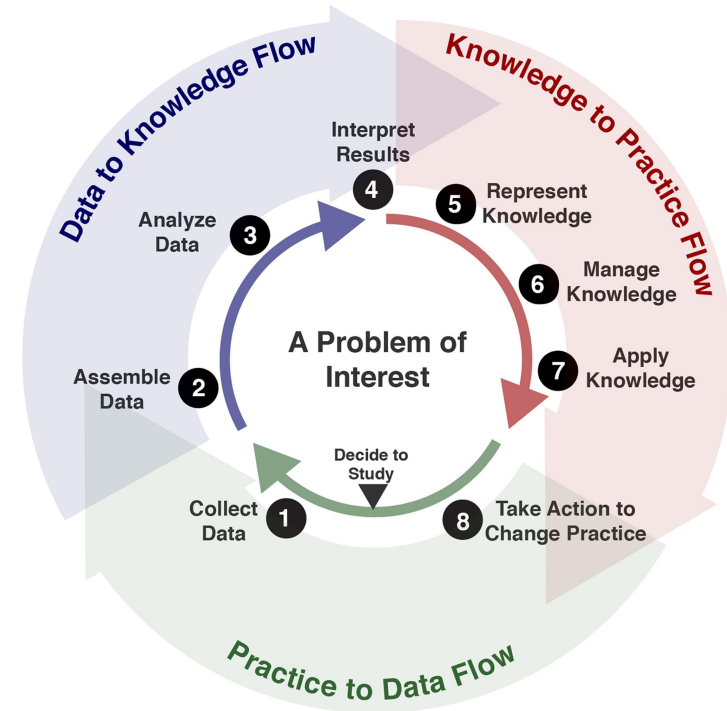 Data to Knowledge Flow
Knowledge to Practice Flow
Interpret
Results
4
5
Represent
Knowledge
Analyze
Data
3
6
Manage
Knowledge
A Problem of
Interest
7
Apply
Knowledge
Assemble
Data
2
Decide to
Study
Collect
Data
1
8
Take Action to
Change Practice
Practice to Data Flow